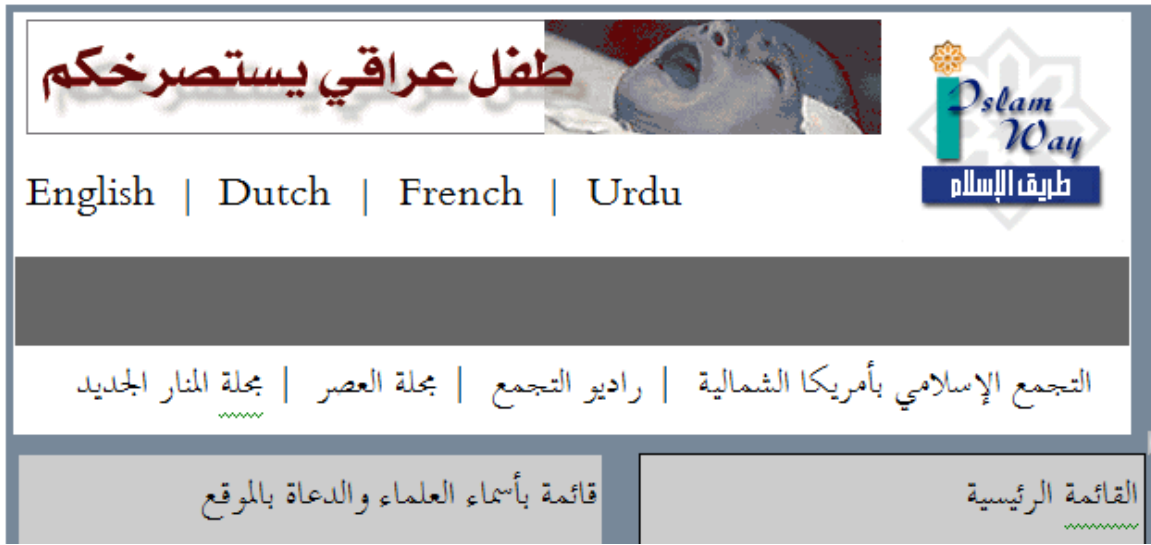 طفل عراقي يستصرخكم
Islam
Way
طريق الإسلام
English | Dutch | French | Urdu
التجمع الإسلامي بأمريكا الشمالية | راديو التجمع | مجلة العصر | مجلة المنار الجديد
القائمة الرئيسية
قائمة بأسماء العلماء والدعاة بالموقع